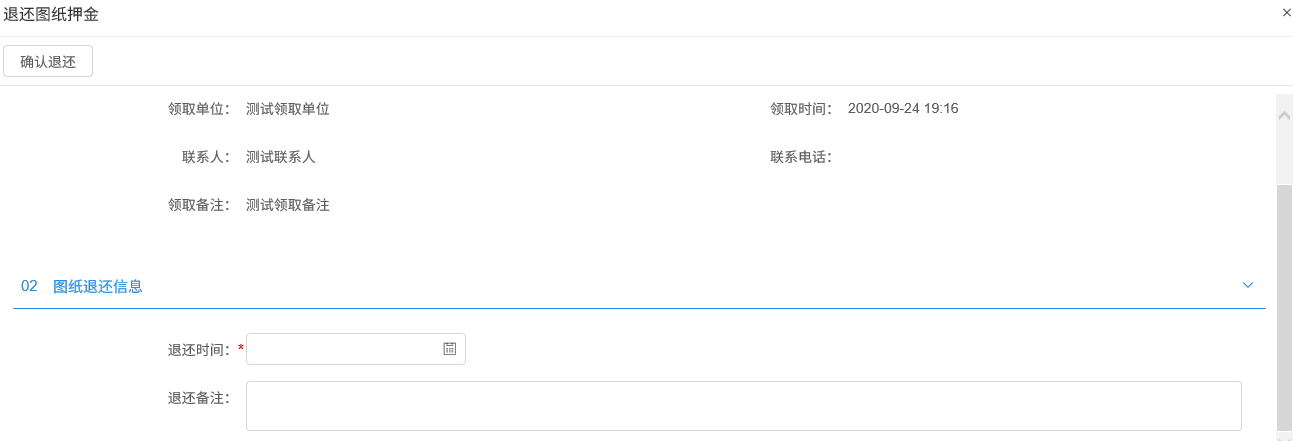 退还图纸押金
确认退还
领取单位： 测试领取单位 领取时间： 2020-09-24 19:16
联系人： 测试联系人 联系电话：
领取备注： 测试领取备注
02 图纸退还信息
退还时间：*
退还备注：